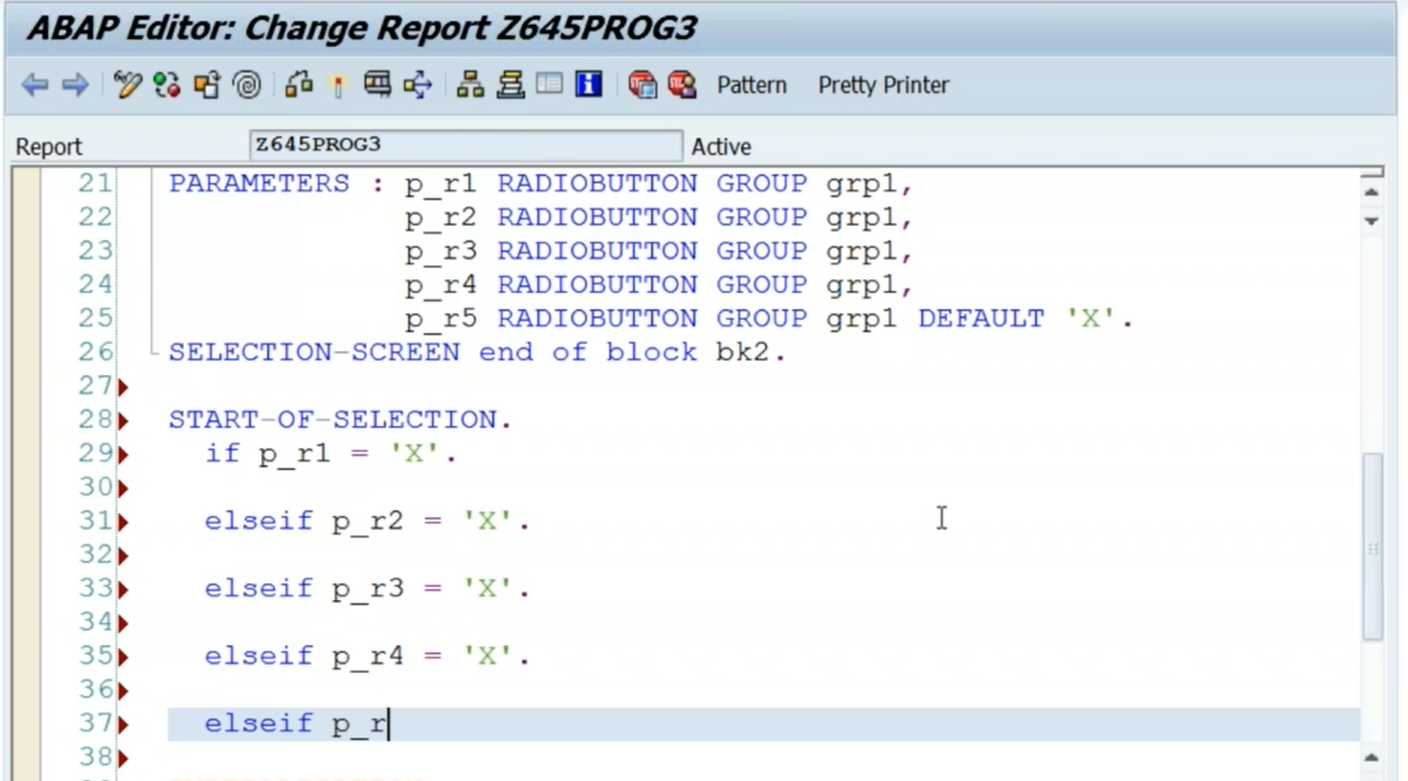 ABAP Editor: Change Report Z645PROG3
Pattern Pretty Printer
Report Z645PROG3 Active
21 PARAMETERS : p_r1 RADIOBUTTON GROUP grp1,
22 p_r2 RADIOBUTTON GROUP grp1,
23 p_r3 RADIOBUTTON GROUP grp1,
24 p_r4 RADIOBUTTON GROUP grp1,
25 p_r5 RADIOBUTTON GROUP grp1 DEFAULT 'X'.
26 SELECTION-SCREEN end of block bk2.
27
28 START-OF-SELECTION.
29 if p_r1 = 'X'.
30
31 elseif p_r2 = 'X'.
32
33 elseif p_r3 = 'X'.
34
35 elseif p_r4 = 'X'.
36
37 elseif p_r
38